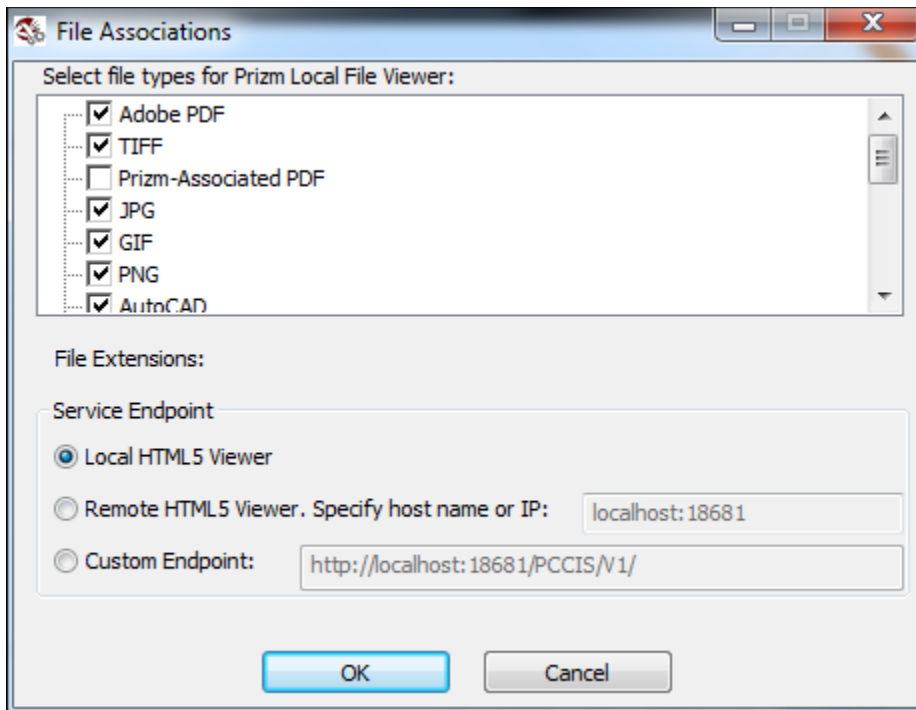 File Associations
Select file types for Prizm Local File Viewer:
Adobe PDF
TIFF
Prizm-Associated PDF
JPG
GIF
PNG
AutoCAD
File Extensions:
Service Endpoint
Local HTML5 Viewer
Remote HTML5 Viewer. Specify host name or IP: localhost:18681
Custom Endpoint: http://localhost:18681/PCCIS/V1/
OK Cancel